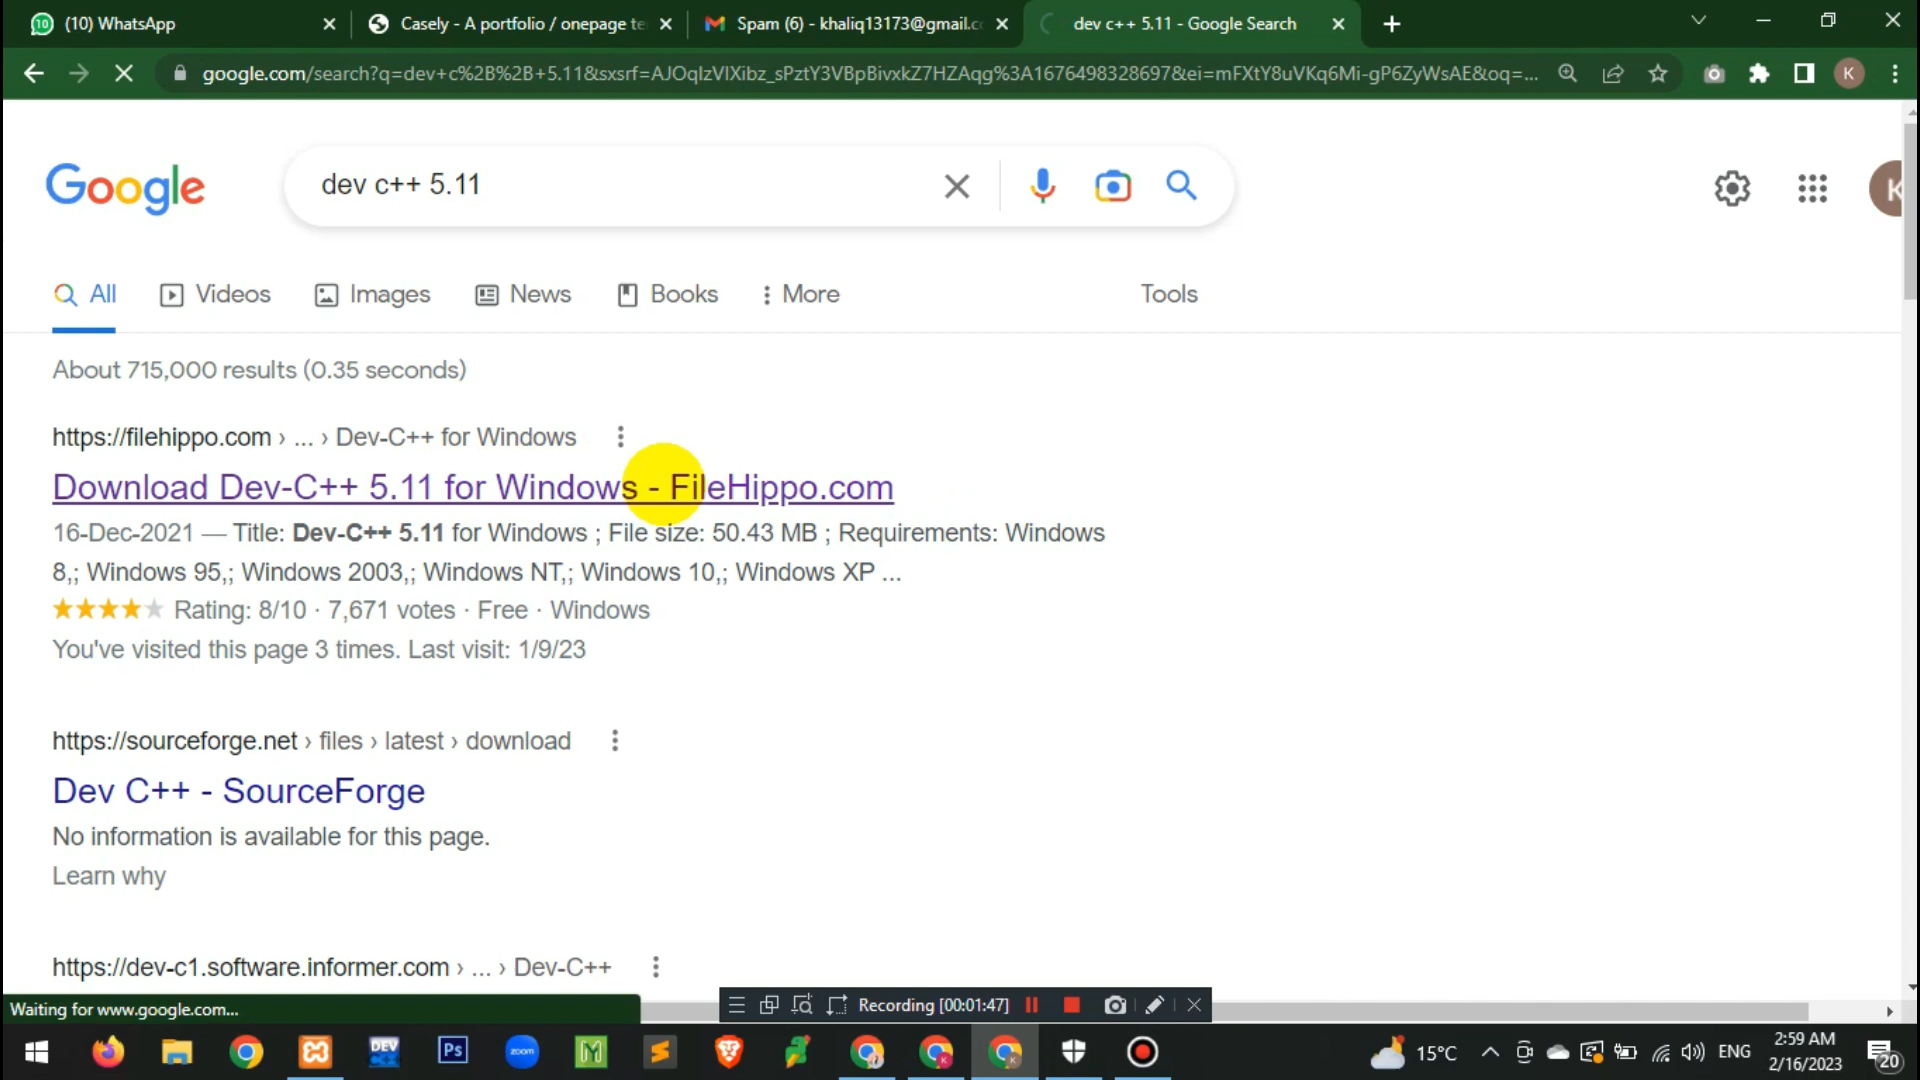 (10) WhatsApp
Casely - A portfolio / onepage te
Spam (6) - khaliq13173@gmail.c
dev c++ 5.11 - Google Search
google.com/search?q=dev+c%2B%2B+5.11&sxsrf=AJOqIzVIXibz_sPztY3VBpBivxkZ7HZAqg%3A1676498328697&ei=mFXtY8uVKq6Mi-gP6ZyWsAE&oq=...
K
Google
dev c++ 5.11
K
All
Videos
Images
News
Books
More
Tools
About 715,000 results (0.35 seconds)
https://filehippo.com › ... › Dev-C++ for Windows
Download Dev-C++ 5.11 for Windows - FileHippo.com
16-Dec-2021 — Title: Dev-C++ 5.11 for Windows ; File size: 50.43 MB ; Requirements: Windows
8,; Windows 95,; Windows 2003,; Windows NT,; Windows 10,; Windows XP ...
Rating: 8/10 · 7,671 votes · Free · Windows
You've visited this page 3 times. Last visit: 1/9/23
https://sourceforge.net › files › latest › download
Dev C++ - SourceForge
No information is available for this page.
Learn why
https://dev-c1.software.informer.com › ... › Dev-C++
Waiting for www.google.com...
Recording [00:01:47]
DEV
Ps
zoom
15°C
ENG
2:59 AM
2/16/2023
20